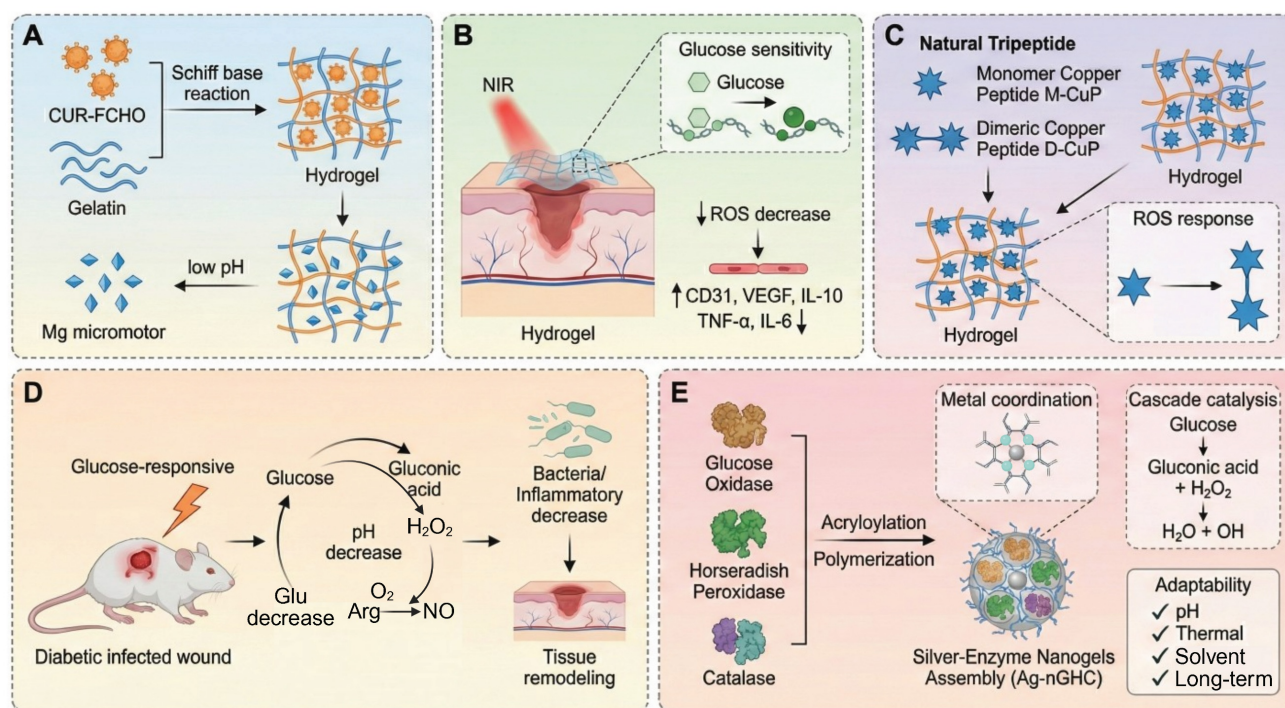 A
CUR-FCHO
Gelatin
Schiff base
reaction
Hydrogel
low pH
Mg micromotor
B
NIR
Glucose sensitivity
Glucose
Hydrogel
↓ ROS decrease
↑ CD31, VEGF, IL-10
TNF-α, IL-6 ↓
C
Natural Tripeptide
Monomer Copper
Peptide M-CuP
Dimeric Copper
Peptide D-CuP
Hydrogel
Hydrogel
ROS response
D
Glucose-responsive
Diabetic infected wound
Glucose
Gluconic
acid
H₂O₂
pH
decrease
Glu
decrease
O₂
Arg
NO
Bacteria/
Inflammatory
decrease
Tissue
remodeling
E
Glucose
Oxidase
Horseradish
Peroxidase
Catalase
Acryloylation
Polymerization
Metal coordination
Silver-Enzyme Nanogels
Assembly (Ag-nGHC)
Cascade catalysis
Glucose
Gluconic acid
+ H₂O₂
H₂O + OH
Adaptability
✓ pH
✓ Thermal
✓ Solvent
✓ Long-term